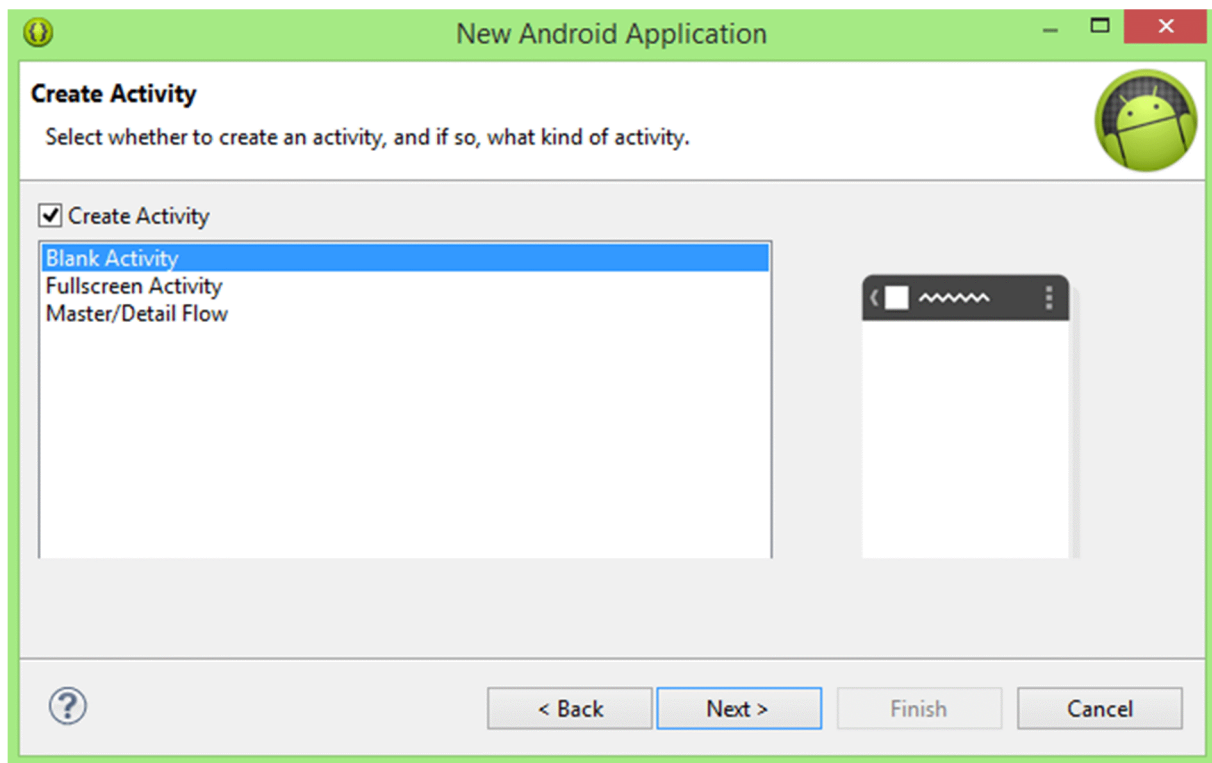 New Android Application
Create Activity
Select whether to create an activity, and if so, what kind of activity.
Create Activity
Blank Activity
Fullscreen Activity
Master/Detail Flow
?
< Back
Next >
Finish
Cancel